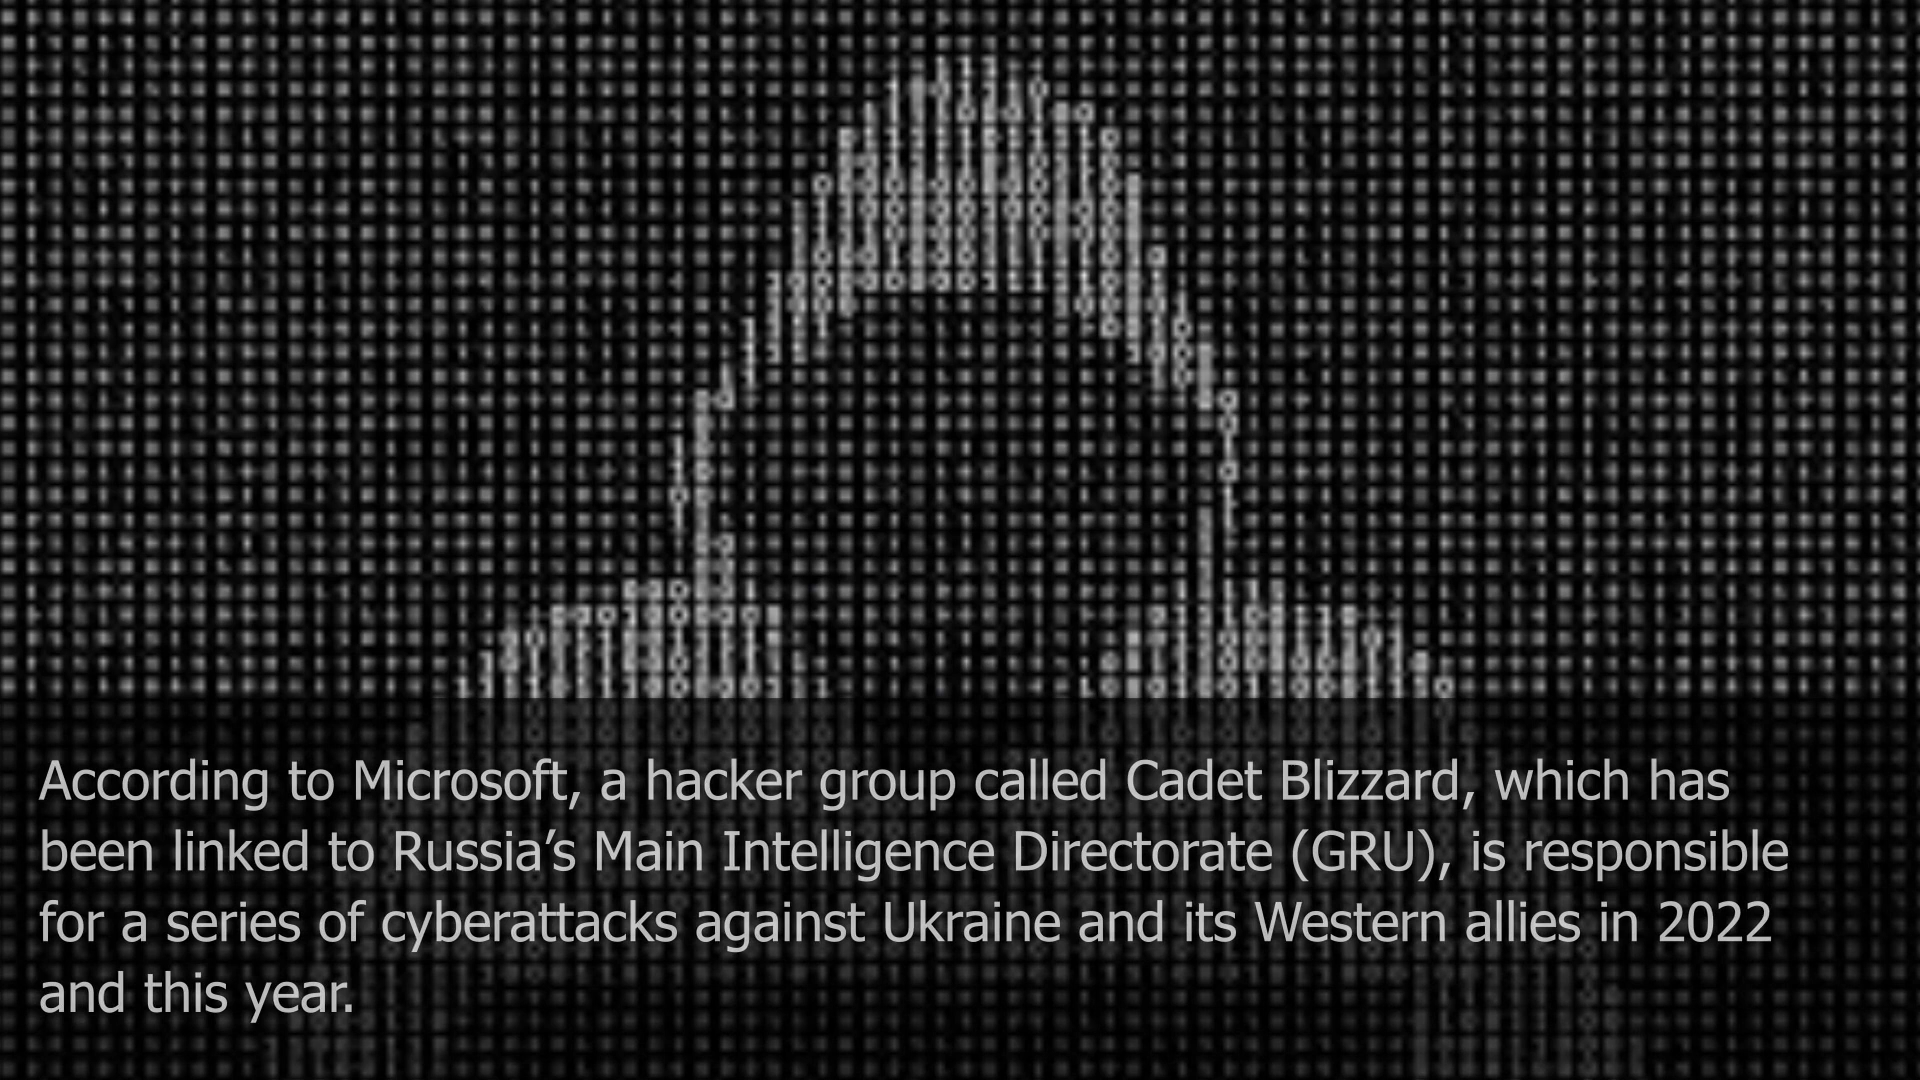 According to Microsoft, a hacker group called Cadet Blizzard, which has
been linked to Russia’s Main Intelligence Directorate (GRU), is responsible
for a series of cyberattacks against Ukraine and its Western allies in 2022
and this year.